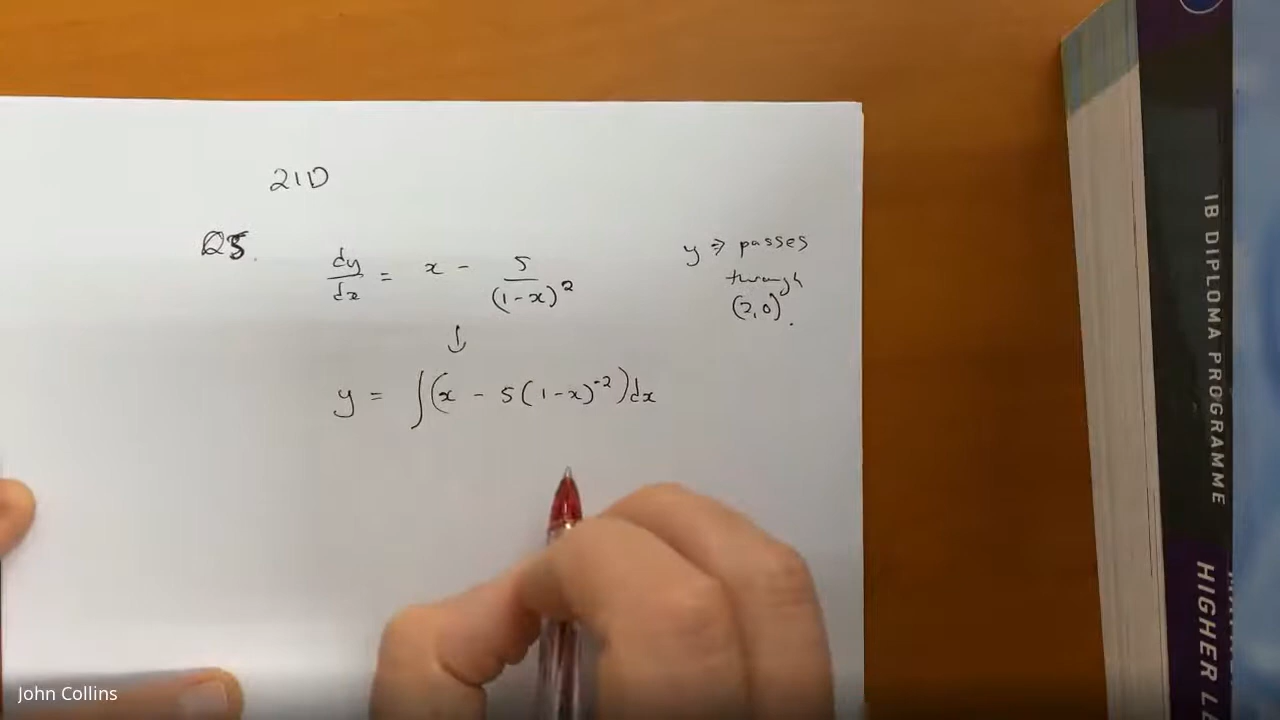 21D
Q5.
dy/dx = x - 5/(1-x)²
y ⇒ passes
through
(2,0).
↓
y = ∫(x - 5(1-x)⁻²)dx
IB DIPLOMA PROGRAMME
HIGHER
John Collins